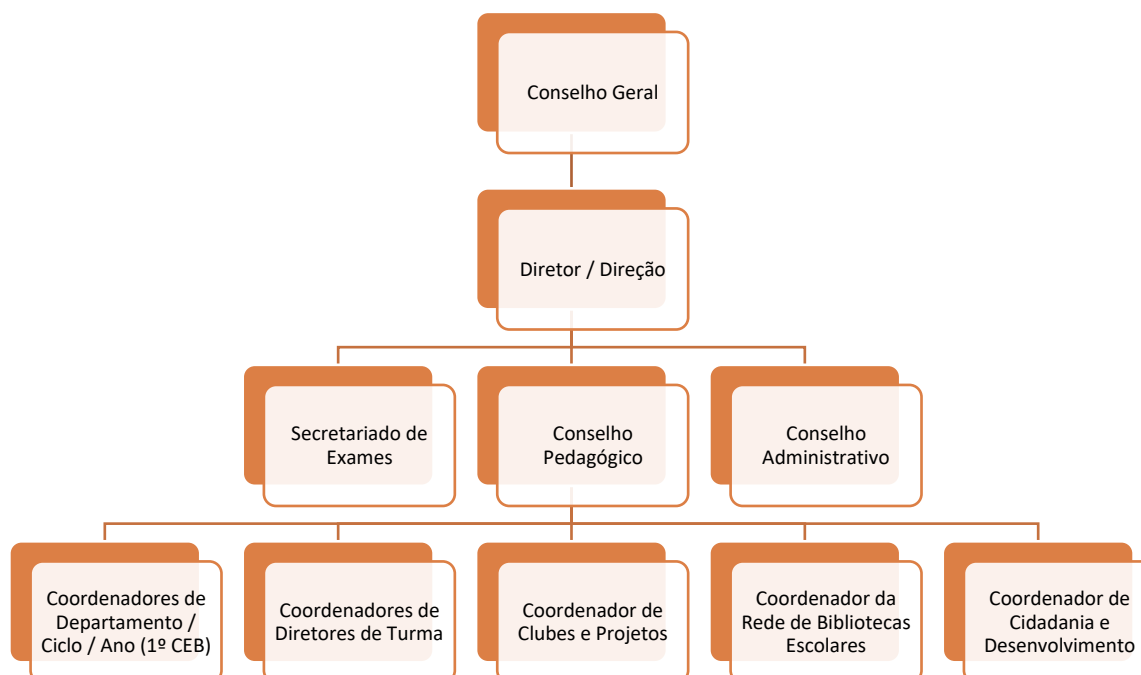 Conselho Geral
Diretor / Direção
Secretariado de
Exames
Conselho
Pedagógico
Conselho
Administrativo
Coordenadores de
Departamento /
Ciclo / Ano (1º CEB)
Coordenadores de
Diretores de Turma
Coordenador de
Clubes e Projetos
Coordenador da
Rede de Bibliotecas
Escolares
Coordenador de
Cidadania e
Desenvolvimento